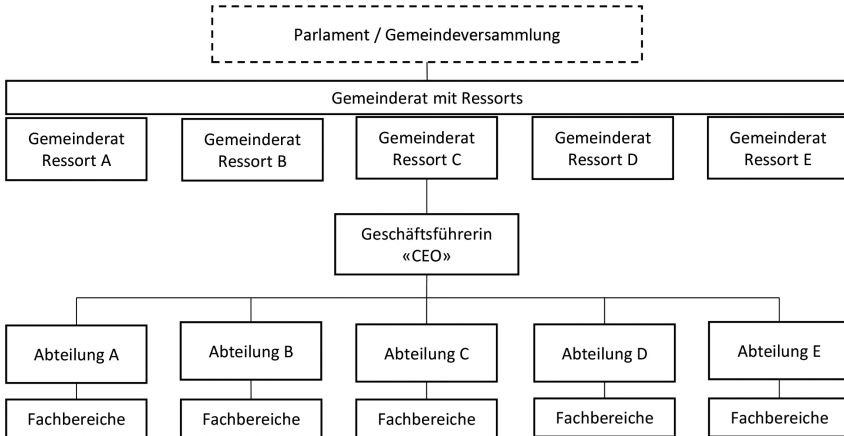 Parlament / Gemeindeversammlung
Gemeinderat mit Ressorts
Gemeinderat
Ressort A
Gemeinderat
Ressort B
Gemeinderat
Ressort C
Gemeinderat
Ressort D
Gemeinderat
Ressort E
Geschäftsführerin
«CEO»
Abteilung A
Abteilung B
Abteilung C
Abteilung D
Abteilung E
Fachbereiche
Fachbereiche
Fachbereiche
Fachbereiche
Fachbereiche